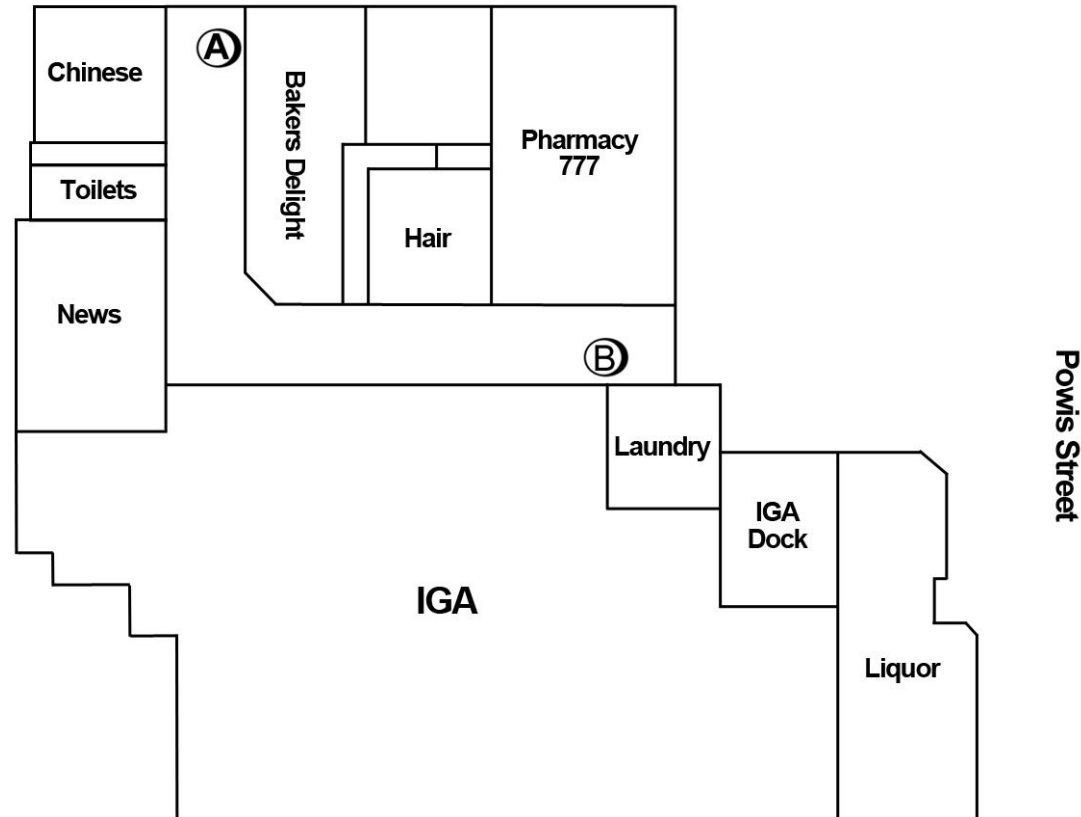 A
Chinese
Bakers Delight
Pharmacy
777
Toilets
Hair
News
B
Powis Street
Laundry
IGA
Dock
IGA
Liquor